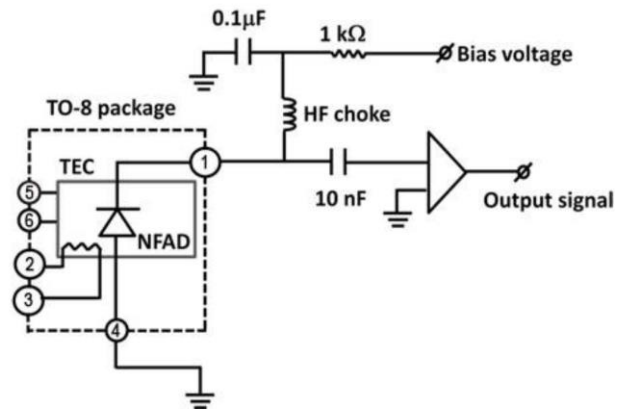 0.1µF
1 kΩ
Bias voltage
HF choke
TO-8 package
TEC
1
5
6
NFAD
2
3
4
10 nF
Output signal